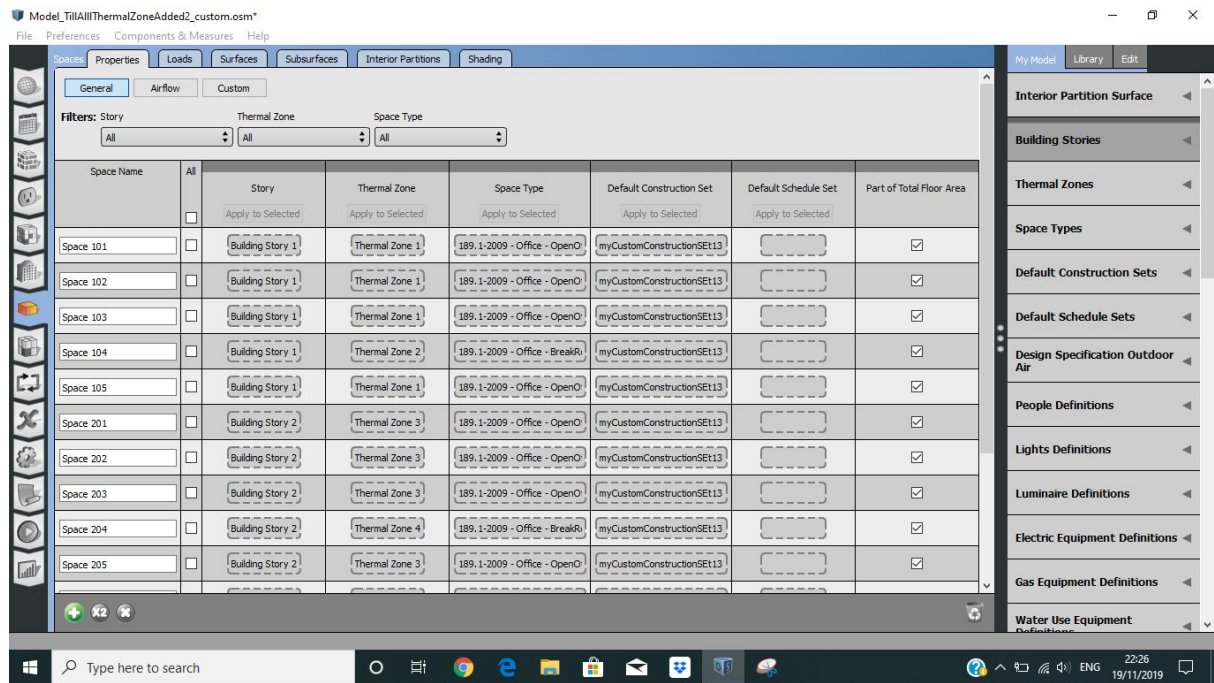 Model_TillAllIThermalZoneAdded2_custom.osm*
File Preferences Components & Measures Help
Spaces Properties Loads Surfaces Subsurfaces Interior Partitions Shading
My Model Library Edit
General Airflow Custom
Filters: Story Thermal Zone Space Type
All All All
Space Name All Story Thermal Zone Space Type Default Construction Set Default Schedule Set Part of Total Floor Area
Apply to Selected Apply to Selected Apply to Selected Apply to Selected Apply to Selected
Space 101 Building Story 1 Thermal Zone 1 189.1-2009 - Office - OpenO myCustomConstructionSEt13
Space 102 Building Story 1 Thermal Zone 1 189.1-2009 - Office - OpenO myCustomConstructionSEt13
Space 103 Building Story 1 Thermal Zone 1 189.1-2009 - Office - OpenO myCustomConstructionSEt13
Space 104 Building Story 1 Thermal Zone 2 189.1-2009 - Office - BreakR myCustomConstructionSEt13
Space 105 Building Story 1 Thermal Zone 1 189.1-2009 - Office - OpenO myCustomConstructionSEt13
Space 201 Building Story 2 Thermal Zone 3 189.1-2009 - Office - OpenO myCustomConstructionSEt13
Space 202 Building Story 2 Thermal Zone 3 189.1-2009 - Office - OpenO myCustomConstructionSEt13
Space 203 Building Story 2 Thermal Zone 3 189.1-2009 - Office - OpenO myCustomConstructionSEt13
Space 204 Building Story 2 Thermal Zone 4 189.1-2009 - Office - BreakR myCustomConstructionSEt13
Space 205 Building Story 2 Thermal Zone 3 189.1-2009 - Office - OpenO myCustomConstructionSEt13
X2
Interior Partition Surface
Building Stories
Thermal Zones
Space Types
Default Construction Sets
Default Schedule Sets
Design Specification Outdoor
Air
People Definitions
Lights Definitions
Luminaire Definitions
Electric Equipment Definitions
Gas Equipment Definitions
Water Use Equipment
Definitions
Type here to search
ENG
22:26
19/11/2019